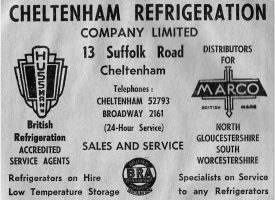 CHELTENHAM REFRIGERATION
COMPANY LIMITED
13 Suffolk Road
Cheltenham
Telephones :
CHELTENHAM 52793
BROADWAY 2161
(24-Hour Service)
SALES AND SERVICE
HUSSMANN
British
Refrigeration
ACCREDITED
SERVICE AGENTS
DISTRIBUTORS
FOR
MARCO
BRITISH MADE
NORTH
GLOUCESTERSHIRE
SOUTH
WORCESTERSHIRE
Refrigerators on Hire
Low Temperature Storage
BRA
Specialists on Service
to any Refrigerators